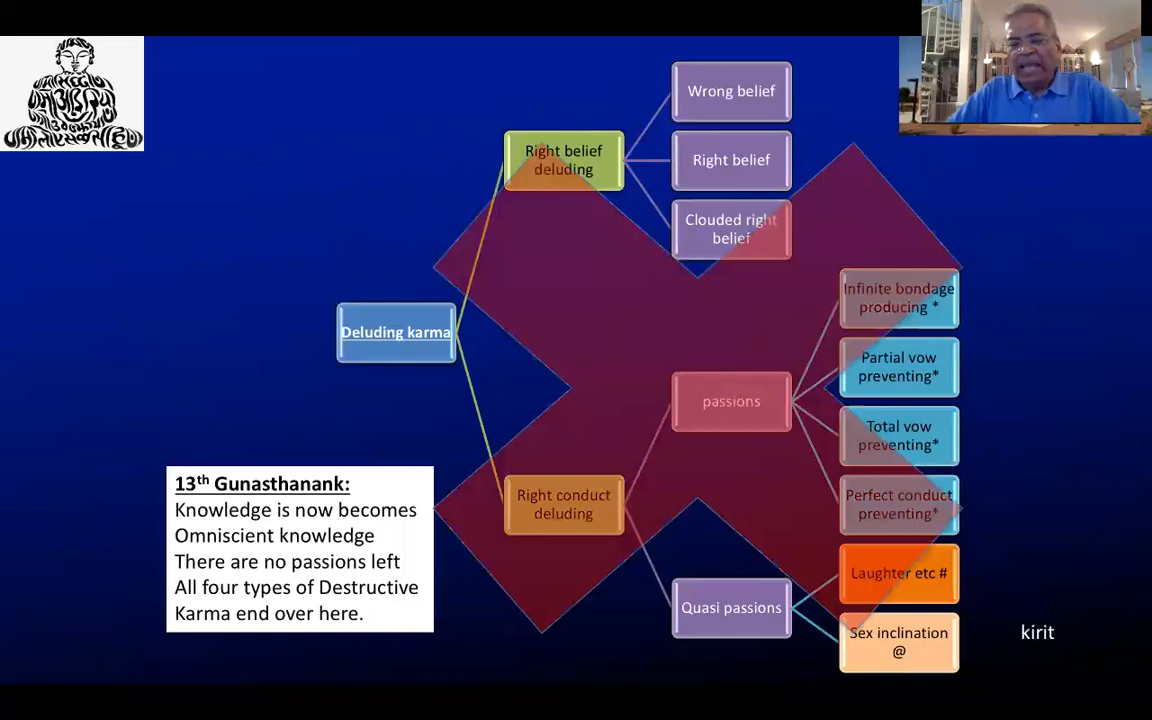 Wrong belief
Right belief
deluding
Right belief
Clouded right
belief
Infinite bondage
producing *
Deluding karma
Partial vow
preventing*
passions
Total vow
preventing*
13th Gunasthanank:
Knowledge is now becomes
Omniscient knowledge
There are no passions left
All four types of Destructive
Karma end over here.
Right conduct
deluding
Perfect conduct
preventing*
Laughter etc #
Quasi passions
Sex inclination
@
kirit